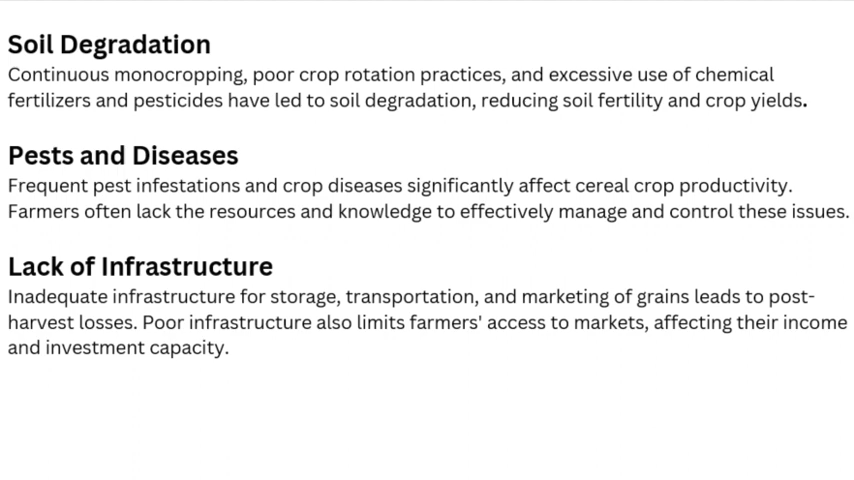 Soil Degradation
Continuous monocropping, poor crop rotation practices, and excessive use of chemical
fertilizers and pesticides have led to soil degradation, reducing soil fertility and crop yields.
Pests and Diseases
Frequent pest infestations and crop diseases significantly affect cereal crop productivity.
Farmers often lack the resources and knowledge to effectively manage and control these issues.
Lack of Infrastructure
Inadequate infrastructure for storage, transportation, and marketing of grains leads to post-
harvest losses. Poor infrastructure also limits farmers' access to markets, affecting their income
and investment capacity.